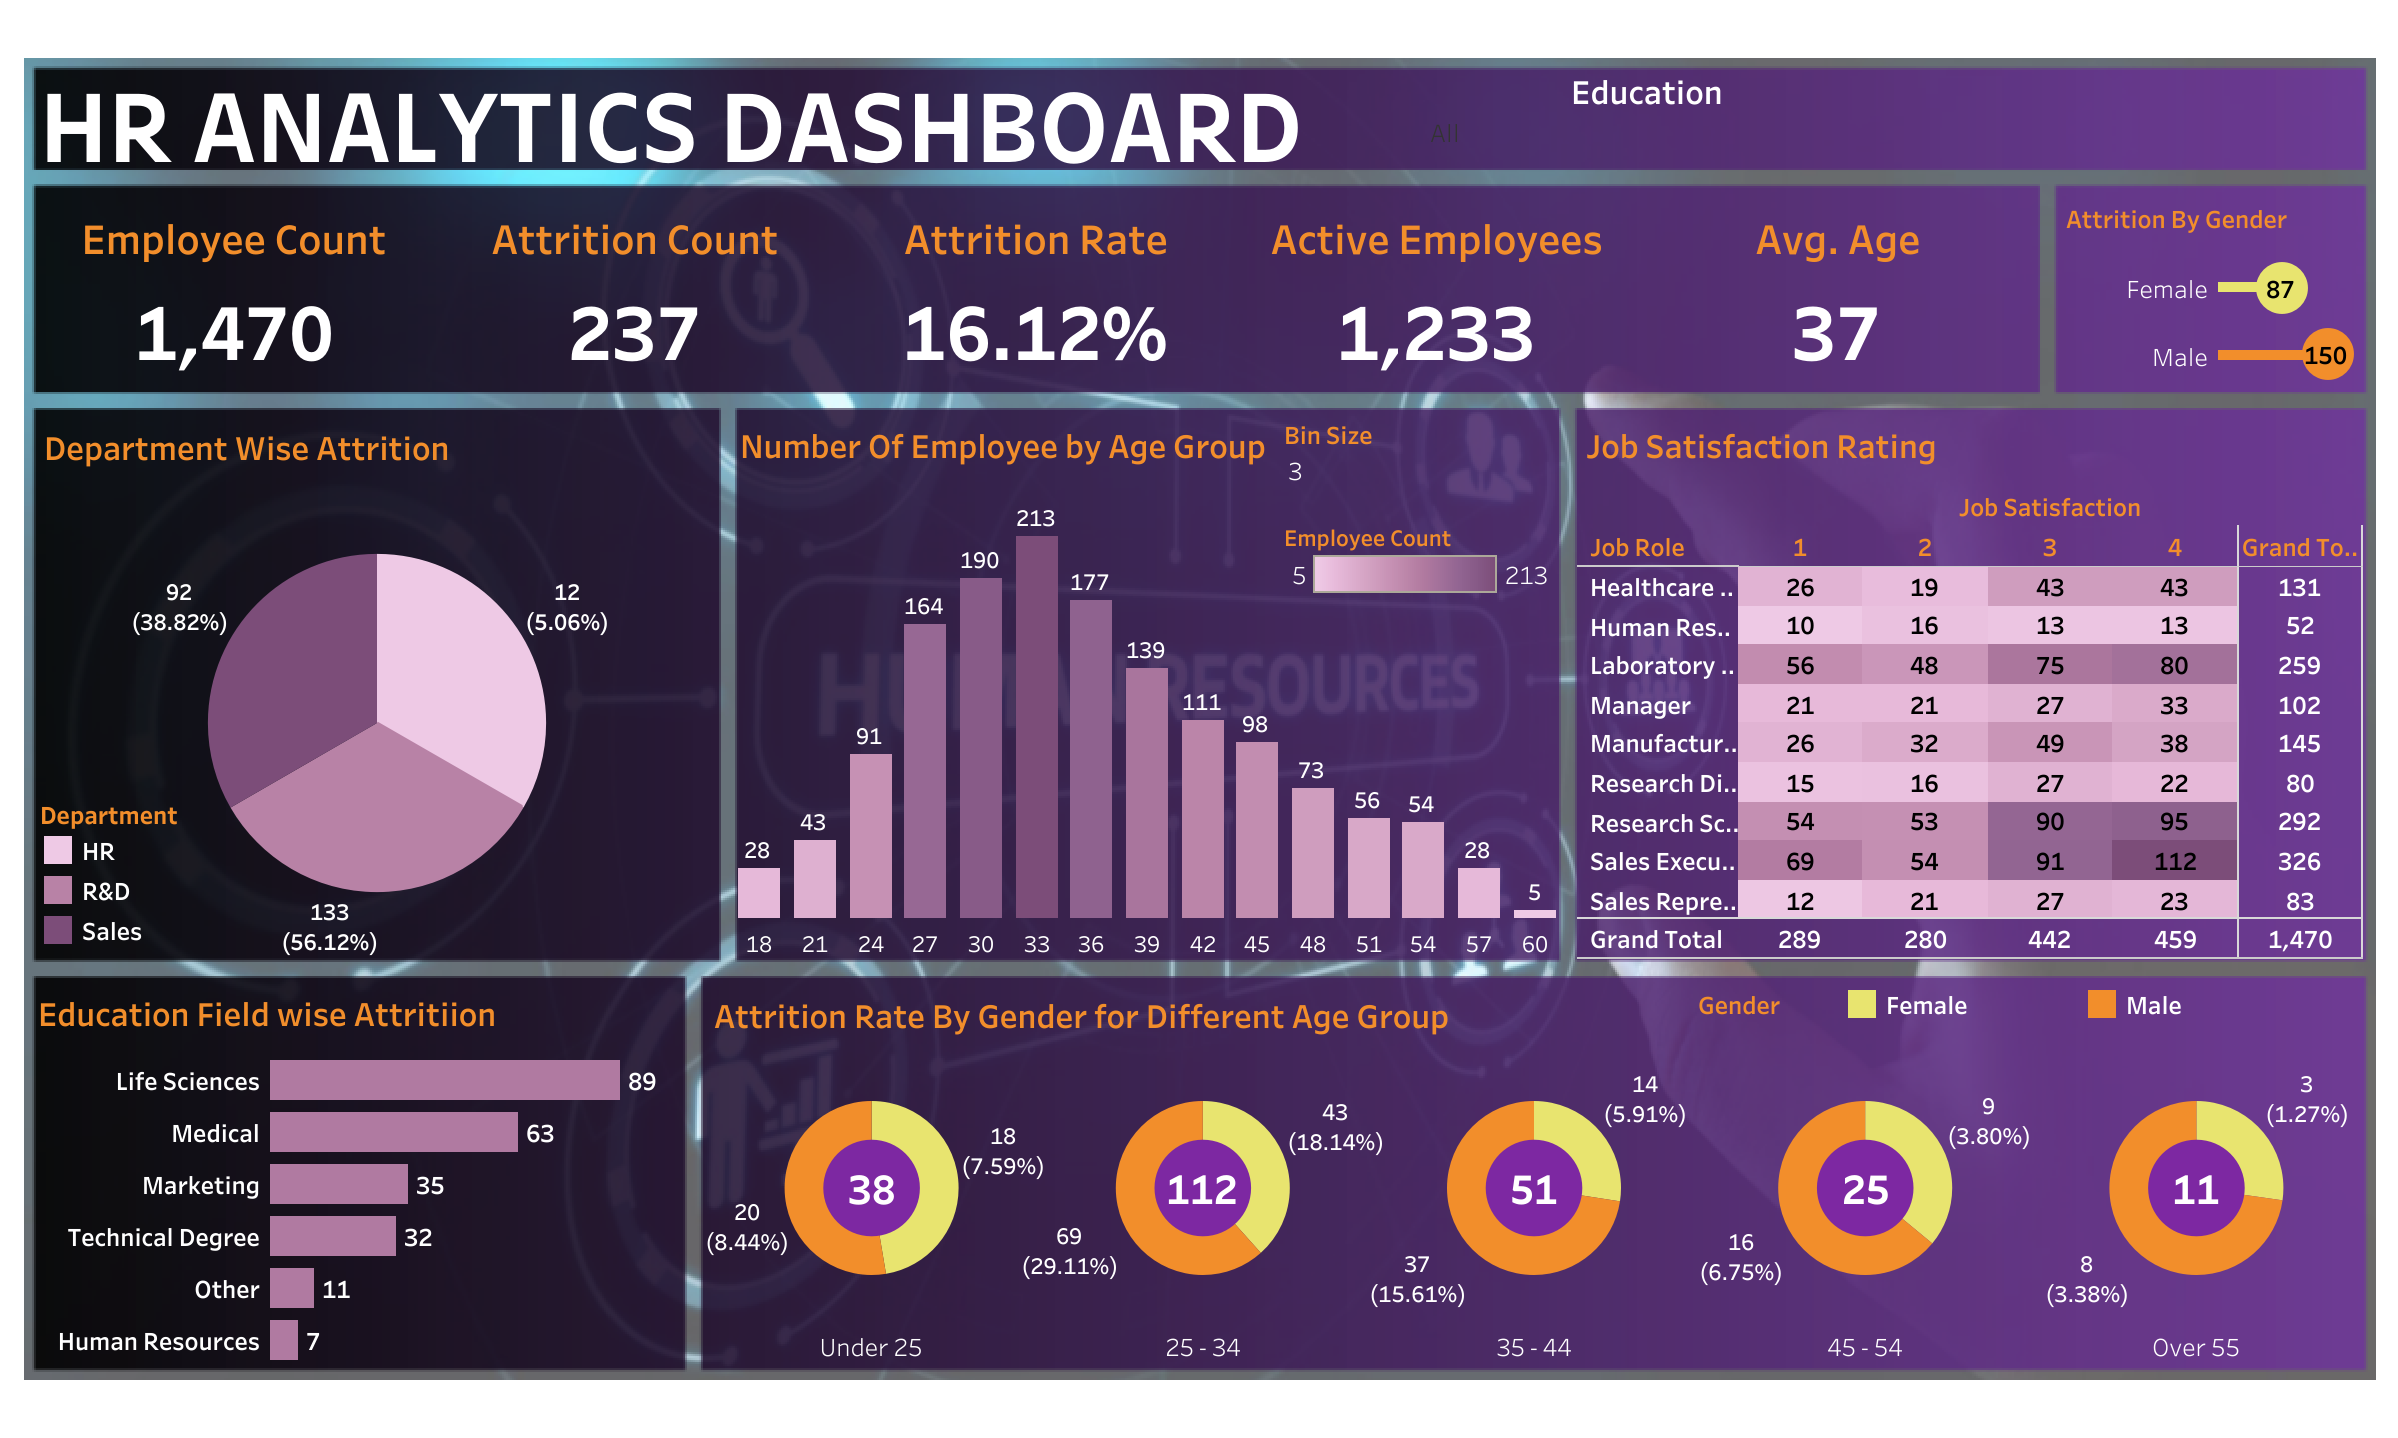 HR ANALYTICS DASHBOARD
Education
All
Employee Count
Attrition Count
Attrition Rate
Active Employees
Avg. Age
1,470
237
16.12%
1,233
37
Attrition By Gender
Female 87
Male 150
Department Wise Attrition
92
(38.82%)
12
(5.06%)
133
(56.12%)
Department
HR
R&D
Sales
Number Of Employee by Age Group
Bin Size
3
Employee Count
5 213
28
43
91
164
190
213
177
139
111
98
73
56
54
28
5
18 21 24 27 30 33 36 39 42 45 48 51 54 57 60
HUMAN RESOURCES
Job Satisfaction Rating
Job Satisfaction
Job Role 1 2 3 4 Grand To..
Healthcare .. 26 19 43 43 131
Human Res.. 10 16 13 13 52
Laboratory .. 56 48 75 80 259
Manager 21 21 27 33 102
Manufactur.. 26 32 49 38 145
Research Di.. 15 16 27 22 80
Research Sc.. 54 53 90 95 292
Sales Execu.. 69 54 91 112 326
Sales Repre.. 12 21 27 23 83
Grand Total 289 280 442 459 1,470
Education Field wise Attritiion
Life Sciences 89
Medical 63
Marketing 35
Technical Degree 32
Other 11
Human Resources 7
Attrition Rate By Gender for Different Age Group
Gender
Female
Male
38
18
(7.59%)
20
(8.44%)
Under 25
112
43
(18.14%)
69
(29.11%)
25 - 34
51
14
(5.91%)
37
(15.61%)
35 - 44
25
9
(3.80%)
16
(6.75%)
45 - 54
11
3
(1.27%)
8
(3.38%)
Over 55